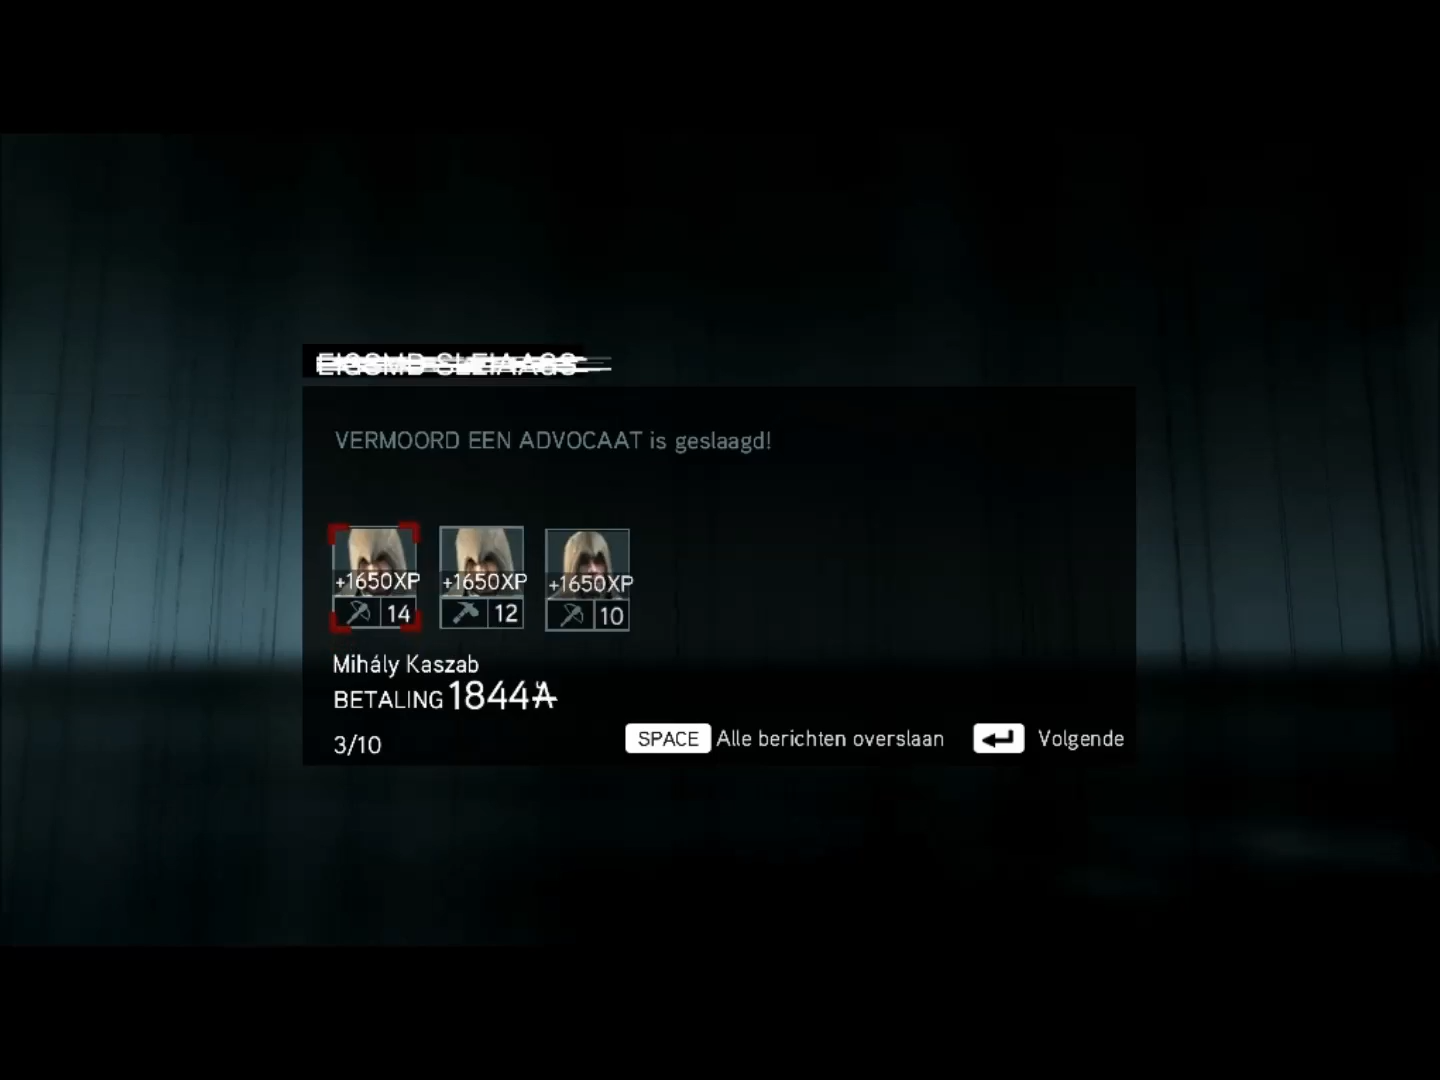 VERMOORD EEN ADVOCAAT is geslaagd!
+1650XP +1650XP +1650XP
14 12 10
Mihály Kaszab
BETALING 1844
3/10
SPACE Alle berichten overslaan Volgende